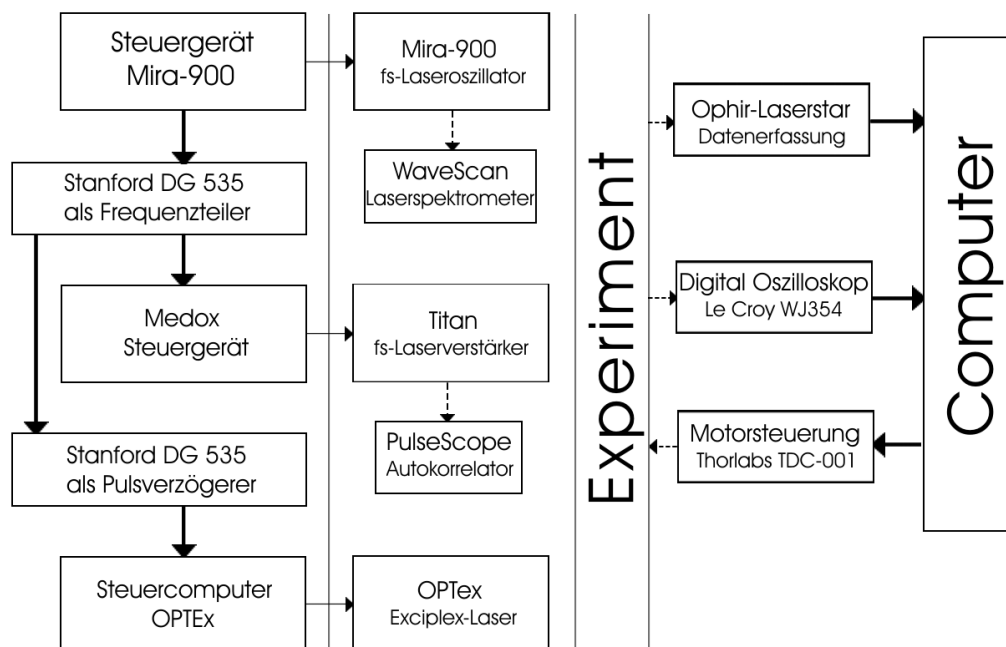 Steuergerät
Mira-900
Stanford DG 535
als Frequenzteiler
Medox
Steuergerät
Stanford DG 535
als Pulsverzögerer
Steuercomputer
OPTEx
Mira-900
fs-Laseroszillator
WaveScan
Laserspektrometer
Titan
fs-Laserverstärker
PulseScope
Autokorrelator
OPTex
Exciplex-Laser
Experiment
Ophir-Laserstar
Datenerfassung
Digital Oszilloskop
Le Croy WJ354
Motorsteuerung
Thorlabs TDC-001
Computer